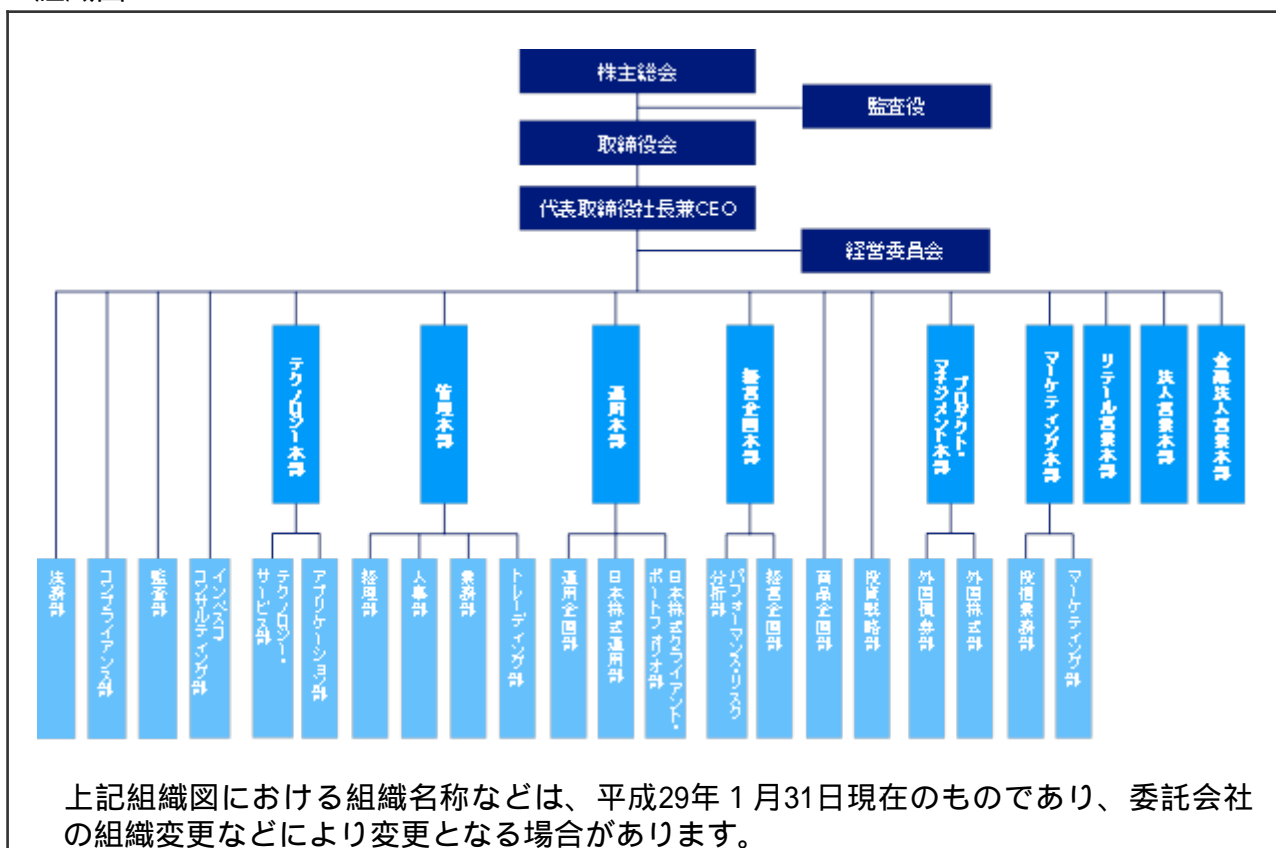 株主総会
監査役
取締役会
代表取締役社長兼CEO
経営委員会
テクノロジー本部
管理本部
運用本部
経営企画本部
プロダクト・
マネジメント本部
マーケティング本部
リテール営業本部
法人営業本部
金融法人営業本部
法務部
コンプライアンス部
監査部
インベスコ
コンサルティング部
テクノロジー・
サービス部
アプリケーション部
経理部
人事部
業務部
トレーディング部
運用企画部
日本株式運用部
日本株式クライアント・
ポートフォリオ部
パフォーマンス・リスク
分析部
経営企画部
商品企画部
投資戦略部
外国債券部
外国株式部
投信業務部
マーケティング部
上記組織図における組織名称などは、平成29年1月31日現在のものであり、委託会社
の組織変更などにより変更となる場合があります。